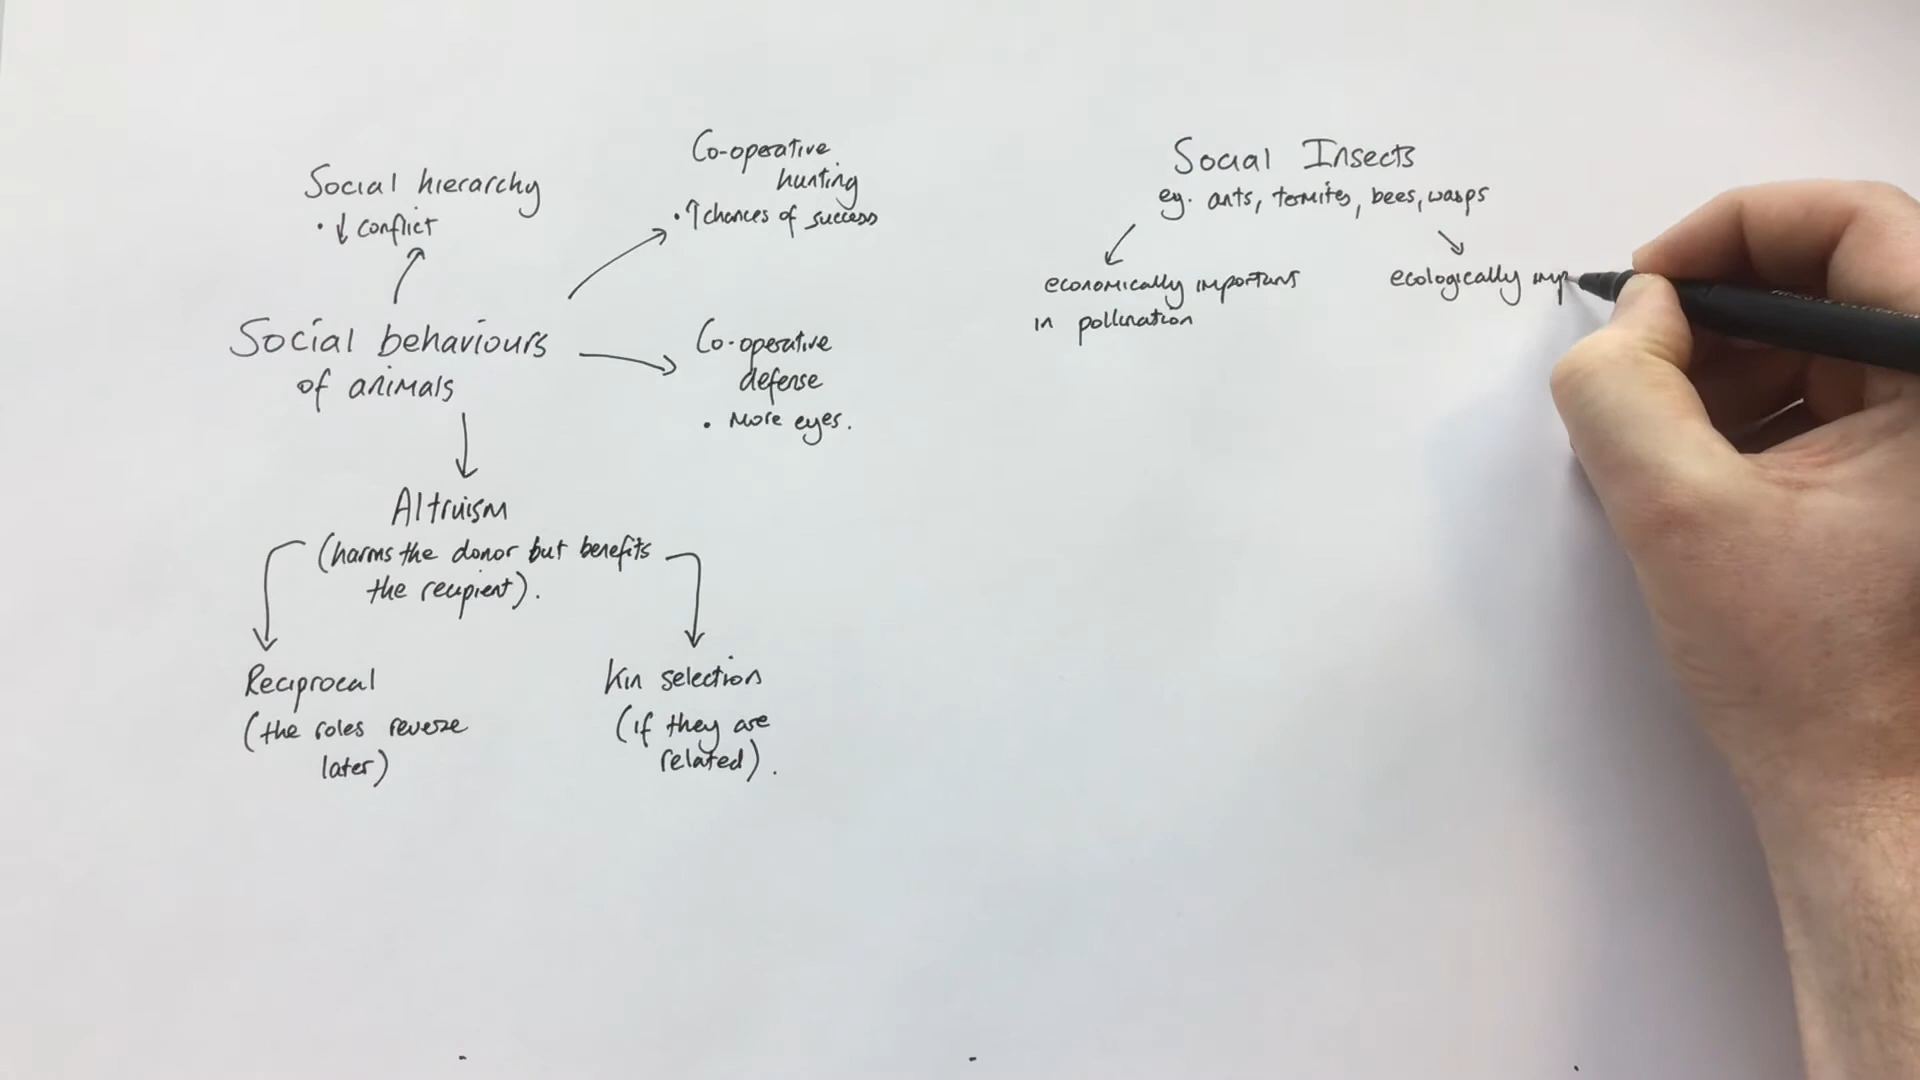 Social hierarchy
• ↓ conflict
Co-operative
hunting
• ↑ chances of success
Social behaviours
of animals
Co-operative
defense
• More eyes.
Altruism
(harms the donor but benefits
the recipient).
Reciprocal
(the roles reverse
later)
Kin selection
(if they are
related).
Social Insects
eg. ants, termites, bees, wasps
economically important
in pollination
ecologically imp